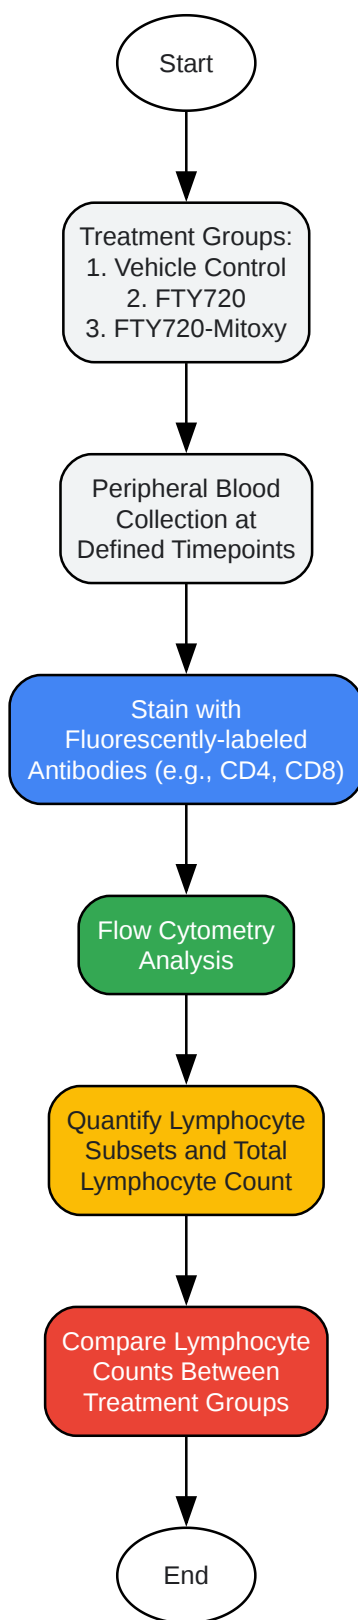 Start
Treatment Groups:
1. Vehicle Control
2. FTY720
3. FTY720-Mitoxy
Peripheral Blood
Collection at
Defined Timepoints
Stain with
Fluorescently-labeled
Antibodies (e.g., CD4, CD8)
Flow Cytometry
Analysis
Quantify Lymphocyte
Subsets and Total
Lymphocyte Count
Compare Lymphocyte
Counts Between
Treatment Groups
End